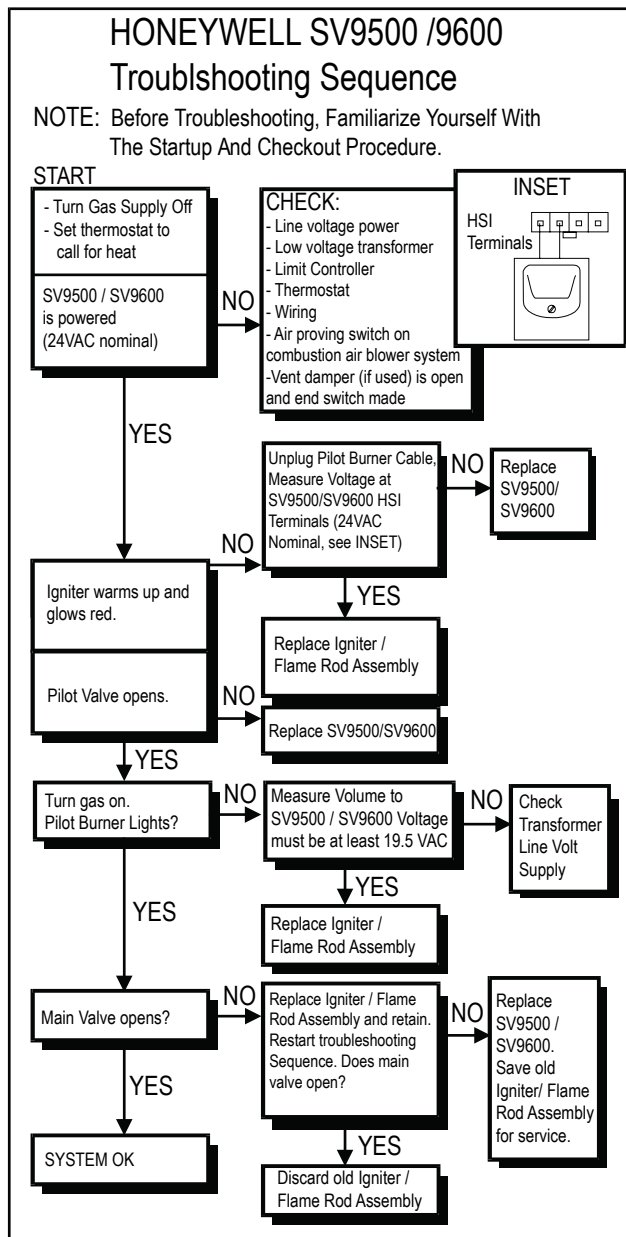 HONEYWELL SV9500 /9600
Troublshooting Sequence
NOTE: Before Troubleshooting, Familiarize Yourself With
The Startup And Checkout Procedure.
START
- Turn Gas Supply Off
- Set thermostat to
call for heat
SV9500 / SV9600
is powered
(24VAC nominal)
NO
CHECK:
- Line voltage power
- Low voltage transformer
- Limit Controller
- Thermostat
- Wiring
- Air proving switch on
combustion air blower system
-Vent damper (if used) is open
and end switch made
INSET
HSI
Terminals
YES
Igniter warms up and
glows red.
NO
Unplug Pilot Burner Cable,
Measure Voltage at
SV9500/SV9600 HSI
Terminals (24VAC
Nominal, see INSET)
NO
Replace
SV9500/
SV9600
YES
Replace Igniter /
Flame Rod Assembly
Pilot Valve opens.
NO
Replace SV9500/SV9600
YES
Turn gas on.
Pilot Burner Lights?
NO
Measure Volume to
SV9500 / SV9600 Voltage
must be at least 19.5 VAC
NO
Check
Transformer
Line Volt
Supply
YES
Replace Igniter /
Flame Rod Assembly
YES
Main Valve opens?
NO
Replace Igniter / Flame
Rod Assembly and retain.
Restart troubleshooting
Sequence. Does main
valve open?
NO
Replace
SV9500 /
SV9600.
Save old
Igniter/ Flame
Rod Assembly
for service.
YES
Discard old Igniter /
Flame Rod Assembly
YES
SYSTEM OK